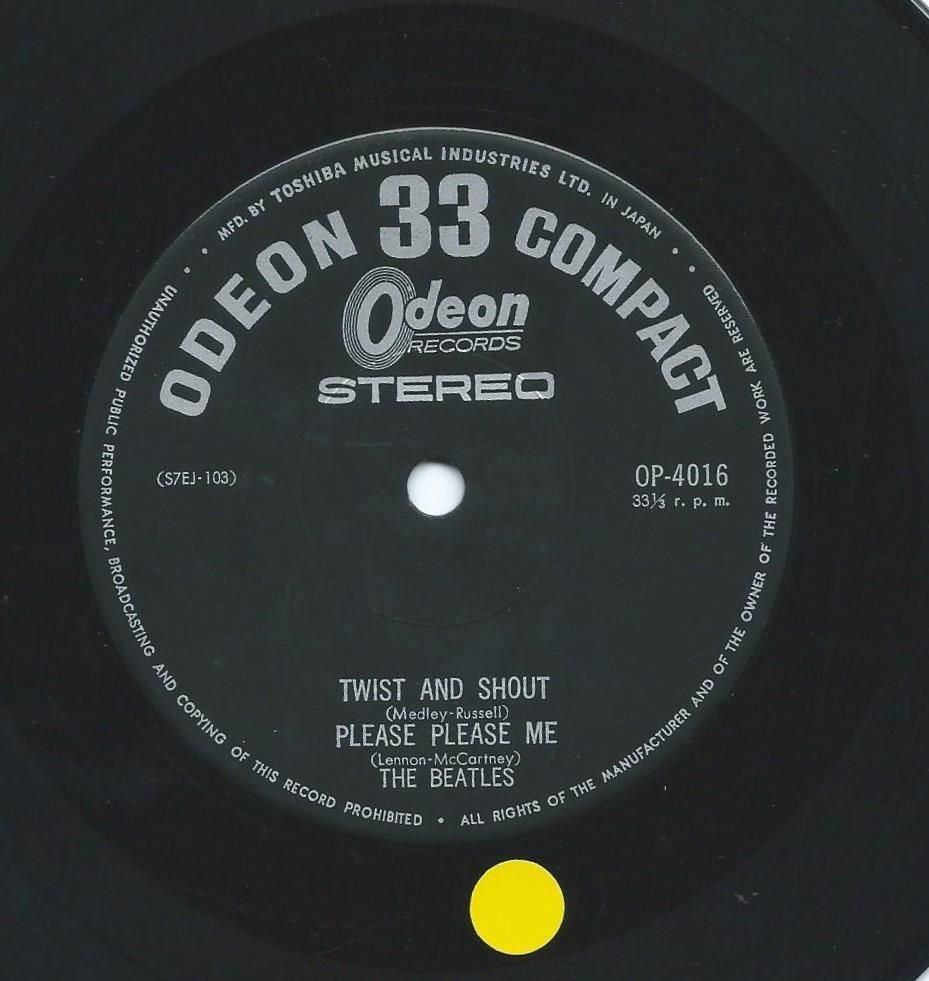 MFD. BY TOSHIBA MUSICAL INDUSTRIES LTD. IN JAPAN
ODEON 33 COMPACT
Odeon
RECORDS
STEREO
(S7EJ-103)
OP-4016
33⅓ r. p. m.
TWIST AND SHOUT
(Medley-Russell)
PLEASE PLEASE ME
(Lennon-McCartney)
THE BEATLES
UNAUTHORIZED PUBLIC PERFORMANCE, BROADCASTING AND COPYING OF THIS RECORD PROHIBITED • ALL RIGHTS OF THE MANUFACTURER AND OF THE OWNER OF THE RECORDED WORK ARE RESERVED